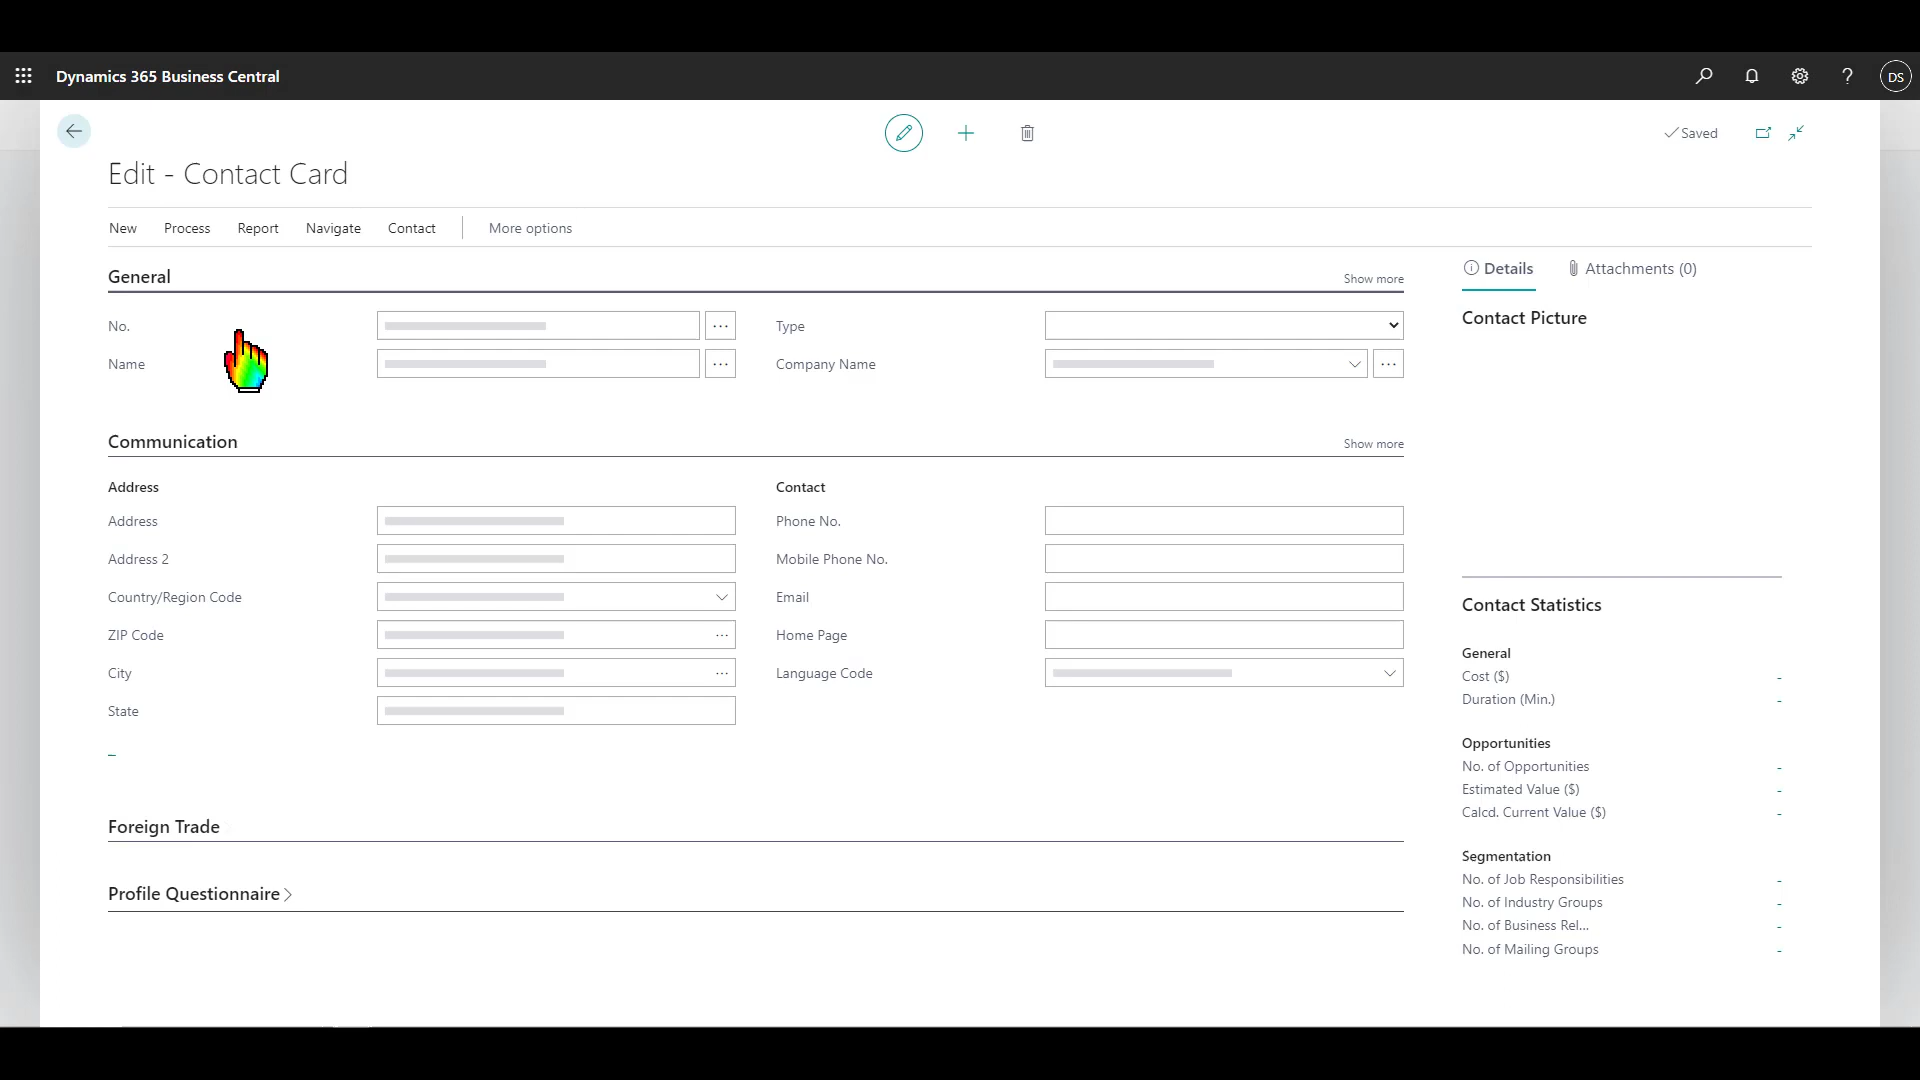 Dynamics 365 Business Central
DS
Saved
Edit - Contact Card
New Process Report Navigate Contact More options
General
Show more
No.
Type
Name
Company Name
Communication
Show more
Address
Contact
Address
Phone No.
Address 2
Mobile Phone No.
Country/Region Code
Email
ZIP Code
Home Page
City
Language Code
State
Foreign Trade
Profile Questionnaire
Details
Attachments (0)
Contact Picture
Contact Statistics
General
Cost ($) -
Duration (Min.) -
Opportunities
No. of Opportunities -
Estimated Value ($) -
Calcd. Current Value ($) -
Segmentation
No. of Job Responsibilities -
No. of Industry Groups -
No. of Business Rel... -
No. of Mailing Groups -